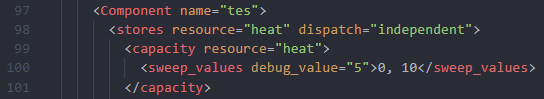 97 <Component name="tes">
98 <stores resource="heat" dispatch="independent">
99 <capacity resource="heat">
100 <sweep_values debug_value="5">0, 10</sweep_values>
101 </capacity>